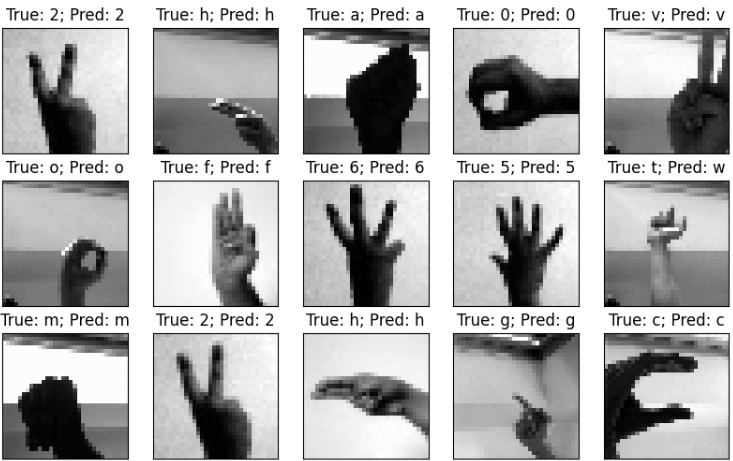 True: 2; Pred: 2 True: h; Pred: h True: a; Pred: a True: 0; Pred: 0 True: v; Pred: v
True: o; Pred: o True: f; Pred: f True: 6; Pred: 6 True: 5; Pred: 5 True: t; Pred: w
True: m; Pred: m True: 2; Pred: 2 True: h; Pred: h True: g; Pred: g True: c; Pred: c